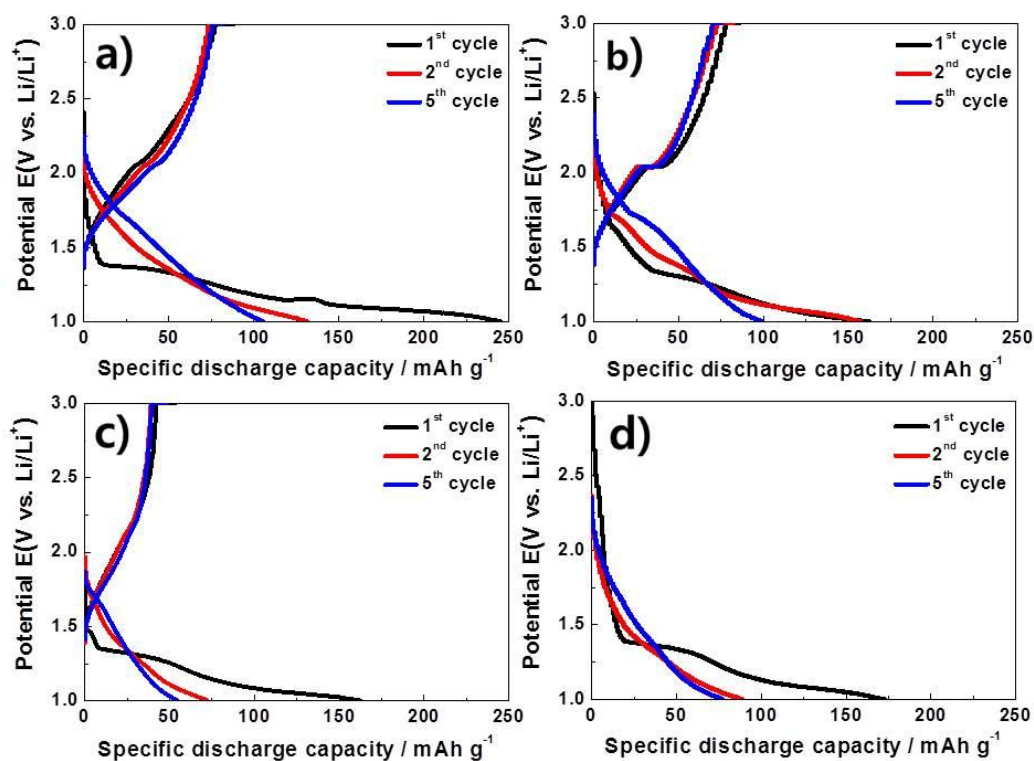 a)
1st cycle
2nd cycle
5th cycle
Potential E(V vs. Li/Li+)
3.0
2.5
2.0
1.5
1.0
0 50 100 150 200 250
Specific discharge capacity / mAh g-1
b)
1st cycle
2nd cycle
5th cycle
Potential E(V vs. Li/Li+)
3.0
2.5
2.0
1.5
1.0
0 50 100 150 200 250
Specific discharge capacity / mAh g-1
c)
1st cycle
2nd cycle
5th cycle
Potential E(V vs. Li/Li+)
3.0
2.5
2.0
1.5
1.0
0 50 100 150 200 250
Specific discharge capacity / mAh g-1
d)
1st cycle
2nd cycle
5th cycle
Potential E(V vs. Li/Li+)
3.0
2.5
2.0
1.5
1.0
0 50 100 150 200 250
Specific discharge capacity / mAh g-1